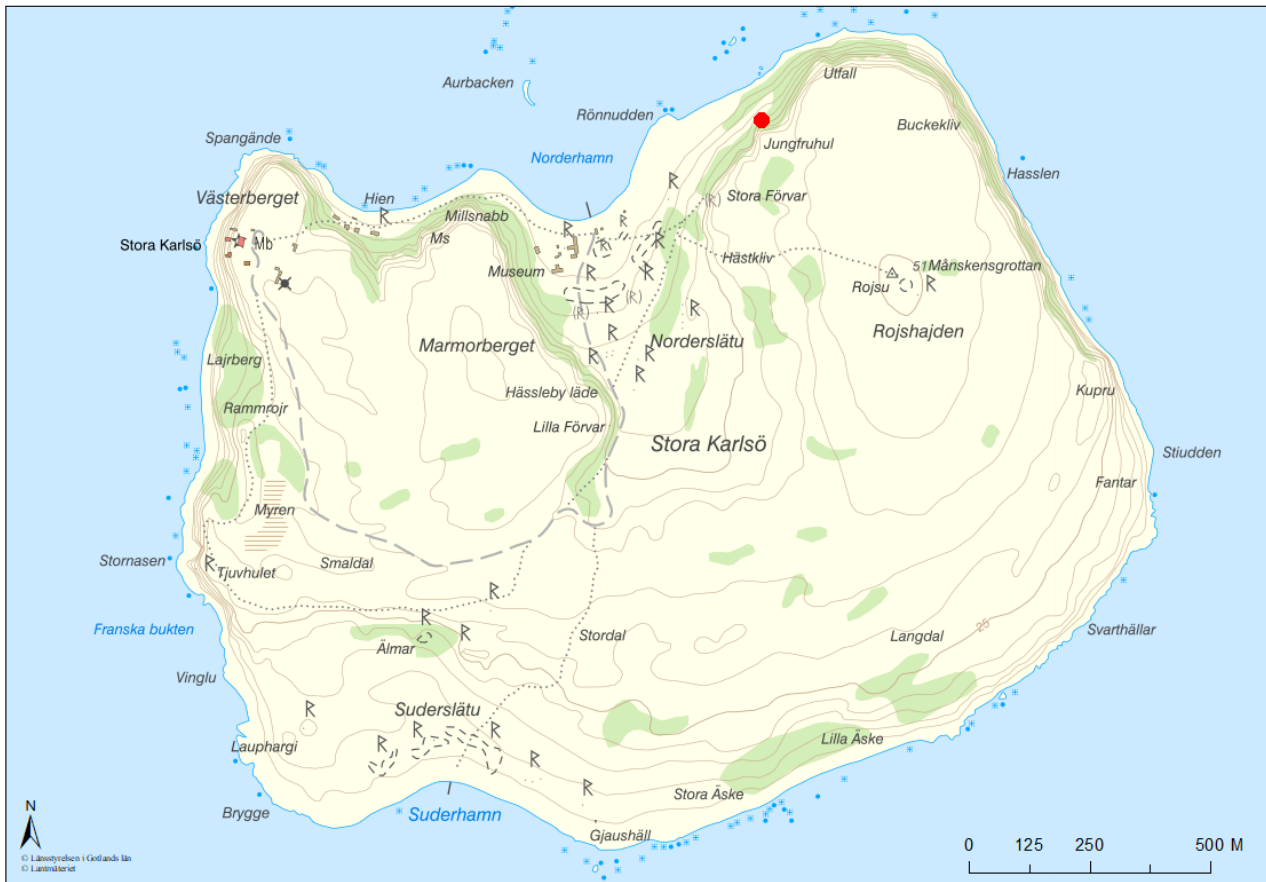 Aurbacken
Utfall
Rönnudden
Buckekliv
Spangände
Jungfruhul
Norderhamn
Hasslen
Västerberget
Hien
Stora Förvar
R
(R)
R
Millsnabb
R
R
R
Stora Karlsö
Mb
Ms
Museum
Hästkliv
R
R
51
Månskensgrottan
Rojsu
R
(R)
R
R
(R)
Rojshajden
R
Norderslätu
Marmorberget
R
R
Lajrberg
R
Hässleby läde
Kupru
Rammrojr
Lilla Förvar
Stora Karlsö
Stiudden
Fantar
Myren
Stornasen
R
Tjuvhulet
Smaldal
R
Franska bukten
R
R
25
Svarthällar
Älmar
Stordal
Langdal
Vinglu
R
Suderslätu
R
R
R
Lauphargi
Lilla Äske
R
R
Stora Äske
Brygge
Suderhamn
Gjaushäll
N
© Länsstyrelsen i Gotlands län
© Lantmäteriet
0 125 250 500 M